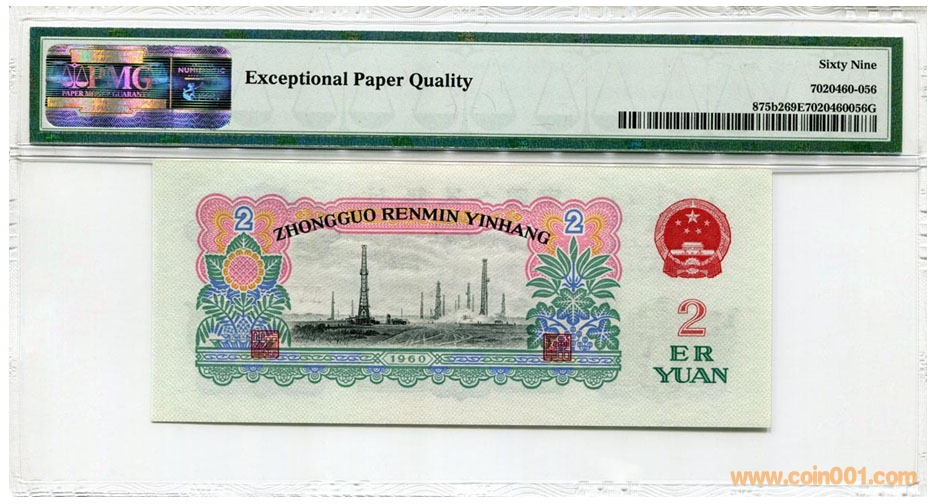 PMG
PAPER MONEY GUARANTY
NUMISMATIC
Exceptional Paper Quality
Sixty Nine
7020460-056
875b269E7020460056G
2
ZHONGGUO RENMIN YINHANG
2
1960
2
ER
YUAN
www.coin001.com